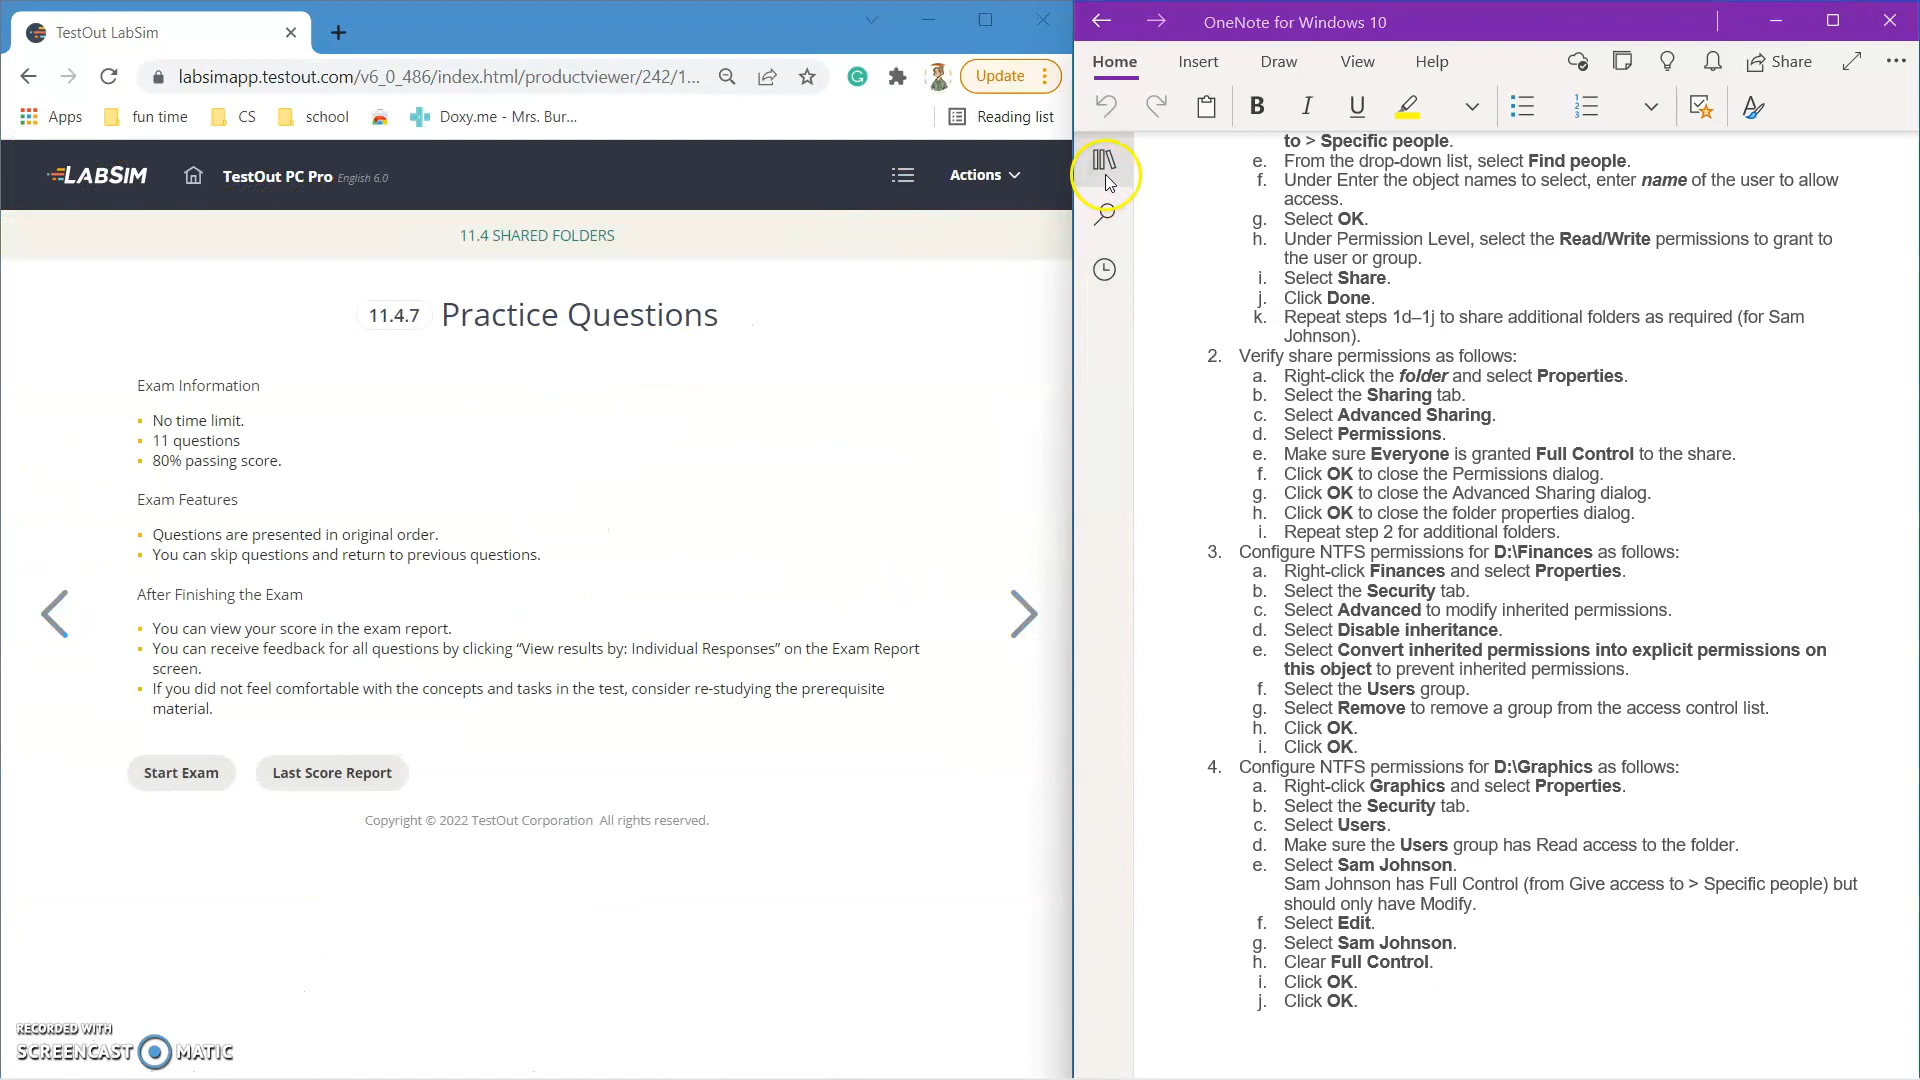 TestOut LabSim
labsimapp.testout.com/v6_0_486/index.html/productviewer/242/1...
Update
Apps
fun time
CS
school
Doxy.me - Mrs. Bur...
Reading list
LABSIM
TestOut PC Pro English 6.0
Actions
11.4 SHARED FOLDERS
11.4.7 Practice Questions
Exam Information
No time limit.
11 questions
80% passing score.
Exam Features
Questions are presented in original order.
You can skip questions and return to previous questions.
After Finishing the Exam
You can view your score in the exam report.
You can receive feedback for all questions by clicking “View results by: Individual Responses” on the Exam Report
screen.
If you did not feel comfortable with the concepts and tasks in the test, consider re-studying the prerequisite
material.
Start Exam
Last Score Report
Copyright © 2022 TestOut Corporation All rights reserved.
RECORDED WITH
SCREENCAST MATIC
OneNote for Windows 10
Home Insert Draw View Help
Share
B I U
to > Specific people.
e. From the drop-down list, select Find people.
f. Under Enter the object names to select, enter name of the user to allow
access.
g. Select OK.
h. Under Permission Level, select the Read/Write permissions to grant to
the user or group.
i. Select Share.
j. Click Done.
k. Repeat steps 1d–1j to share additional folders as required (for Sam
Johnson).
2. Verify share permissions as follows:
a. Right-click the folder and select Properties.
b. Select the Sharing tab.
c. Select Advanced Sharing.
d. Select Permissions.
e. Make sure Everyone is granted Full Control to the share.
f. Click OK to close the Permissions dialog.
g. Click OK to close the Advanced Sharing dialog.
h. Click OK to close the folder properties dialog.
i. Repeat step 2 for additional folders.
3. Configure NTFS permissions for D:\Finances as follows:
a. Right-click Finances and select Properties.
b. Select the Security tab.
c. Select Advanced to modify inherited permissions.
d. Select Disable inheritance.
e. Select Convert inherited permissions into explicit permissions on
this object to prevent inherited permissions.
f. Select the Users group.
g. Select Remove to remove a group from the access control list.
h. Click OK.
i. Click OK.
4. Configure NTFS permissions for D:\Graphics as follows:
a. Right-click Graphics and select Properties.
b. Select the Security tab.
c. Select Users.
d. Make sure the Users group has Read access to the folder.
e. Select Sam Johnson.
Sam Johnson has Full Control (from Give access to > Specific people) but
should only have Modify.
f. Select Edit.
g. Select Sam Johnson.
h. Clear Full Control.
i. Click OK.
j. Click OK.